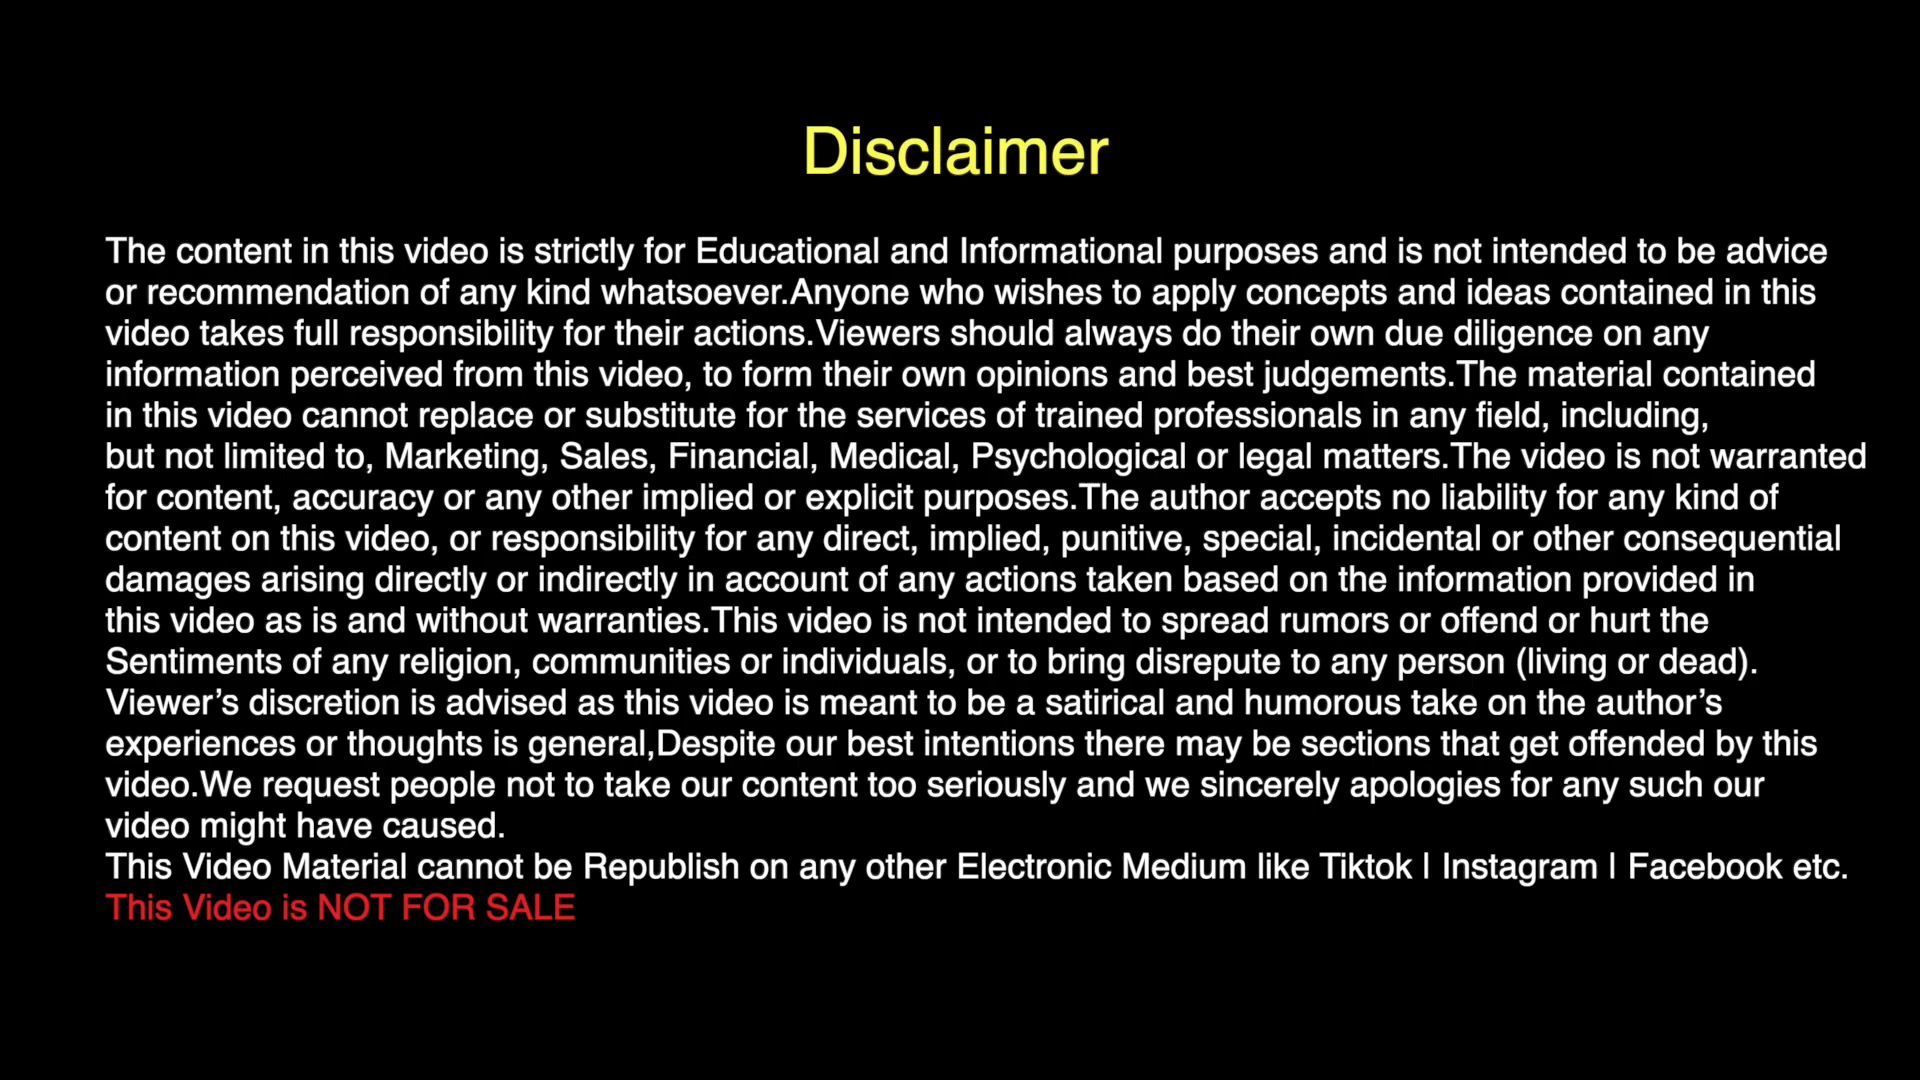 Disclaimer
The content in this video is strictly for Educational and Informational purposes and is not intended to be advice
or recommendation of any kind whatsoever.Anyone who wishes to apply concepts and ideas contained in this
video takes full responsibility for their actions.Viewers should always do their own due diligence on any
information perceived from this video, to form their own opinions and best judgements.The material contained
in this video cannot replace or substitute for the services of trained professionals in any field, including,
but not limited to, Marketing, Sales, Financial, Medical, Psychological or legal matters.The video is not warranted
for content, accuracy or any other implied or explicit purposes.The author accepts no liability for any kind of
content on this video, or responsibility for any direct, implied, punitive, special, incidental or other consequential
damages arising directly or indirectly in account of any actions taken based on the information provided in
this video as is and without warranties.This video is not intended to spread rumors or offend or hurt the
Sentiments of any religion, communities or individuals, or to bring disrepute to any person (living or dead).
Viewer’s discretion is advised as this video is meant to be a satirical and humorous take on the author’s
experiences or thoughts is general,Despite our best intentions there may be sections that get offended by this
video.We request people not to take our content too seriously and we sincerely apologies for any such our
video might have caused.
This Video Material cannot be Republish on any other Electronic Medium like Tiktok | Instagram | Facebook etc.
This Video is NOT FOR SALE